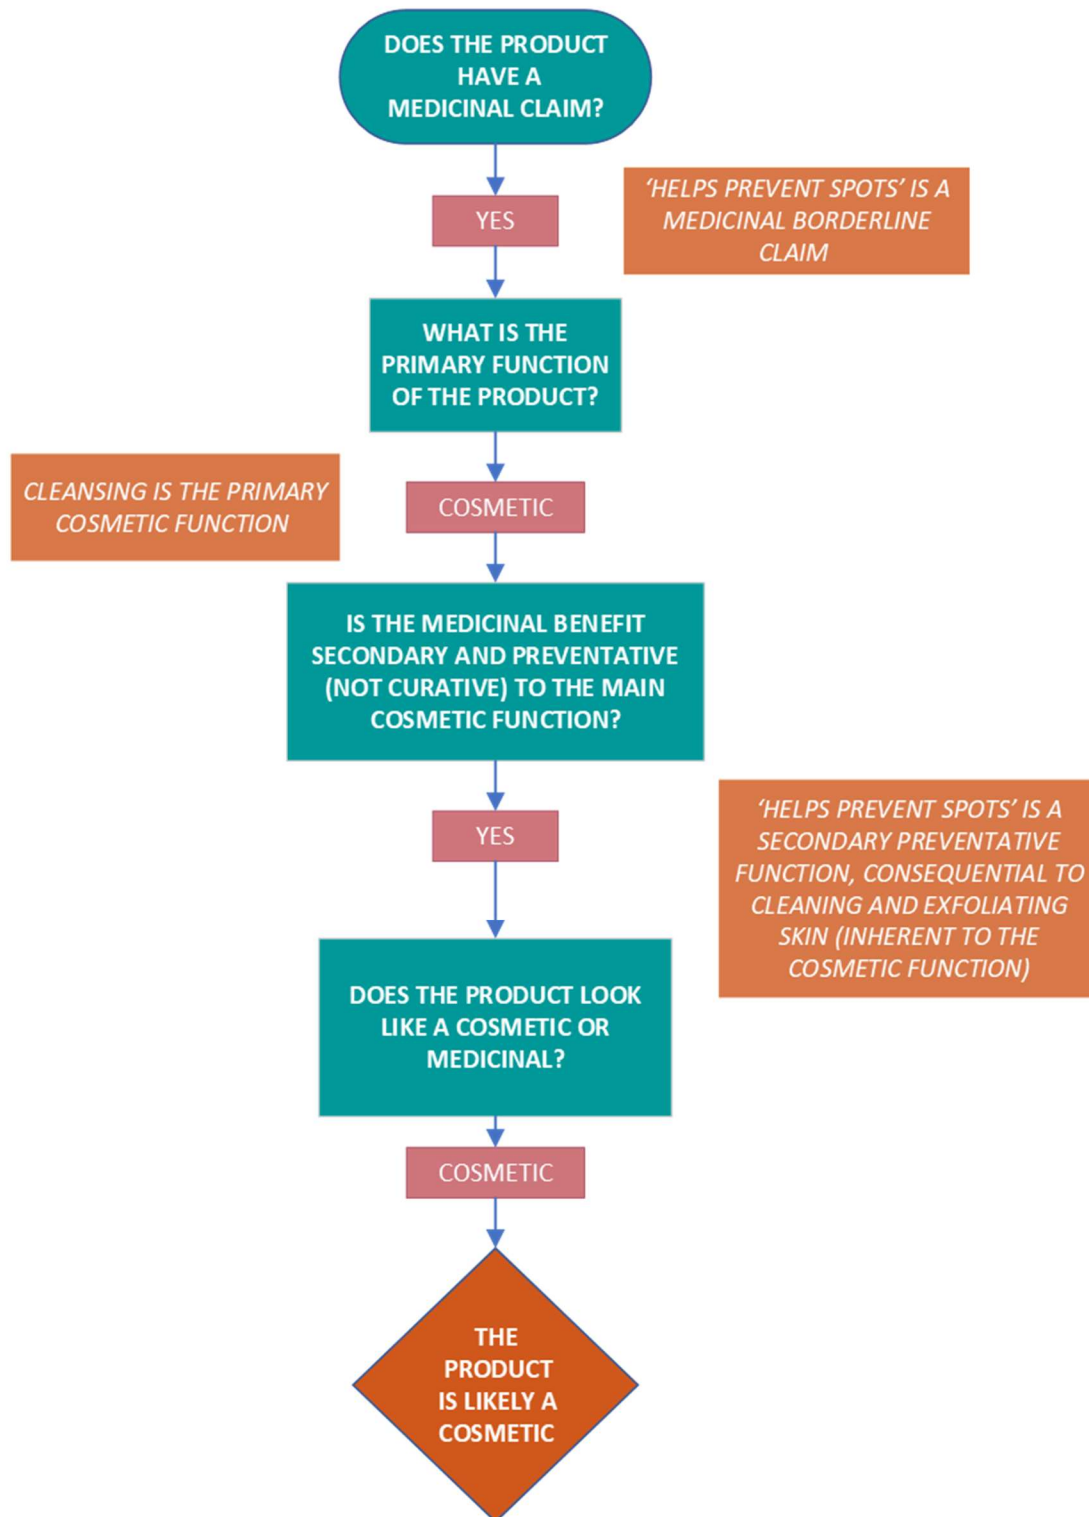 DOES THE PRODUCT
HAVE A
MEDICINAL CLAIM?
YES
‘HELPS PREVENT SPOTS’ IS A
MEDICINAL BORDERLINE
CLAIM
WHAT IS THE
PRIMARY FUNCTION
OF THE PRODUCT?
CLEANSING IS THE PRIMARY
COSMETIC FUNCTION
COSMETIC
IS THE MEDICINAL BENEFIT
SECONDARY AND PREVENTATIVE
(NOT CURATIVE) TO THE MAIN
COSMETIC FUNCTION?
YES
‘HELPS PREVENT SPOTS’ IS A
SECONDARY PREVENTATIVE
FUNCTION, CONSEQUENTIAL TO
CLEANING AND EXFOLIATING
SKIN (INHERENT TO THE
COSMETIC FUNCTION)
DOES THE PRODUCT LOOK
LIKE A COSMETIC OR
MEDICINAL?
COSMETIC
THE
PRODUCT
IS LIKELY A
COSMETIC